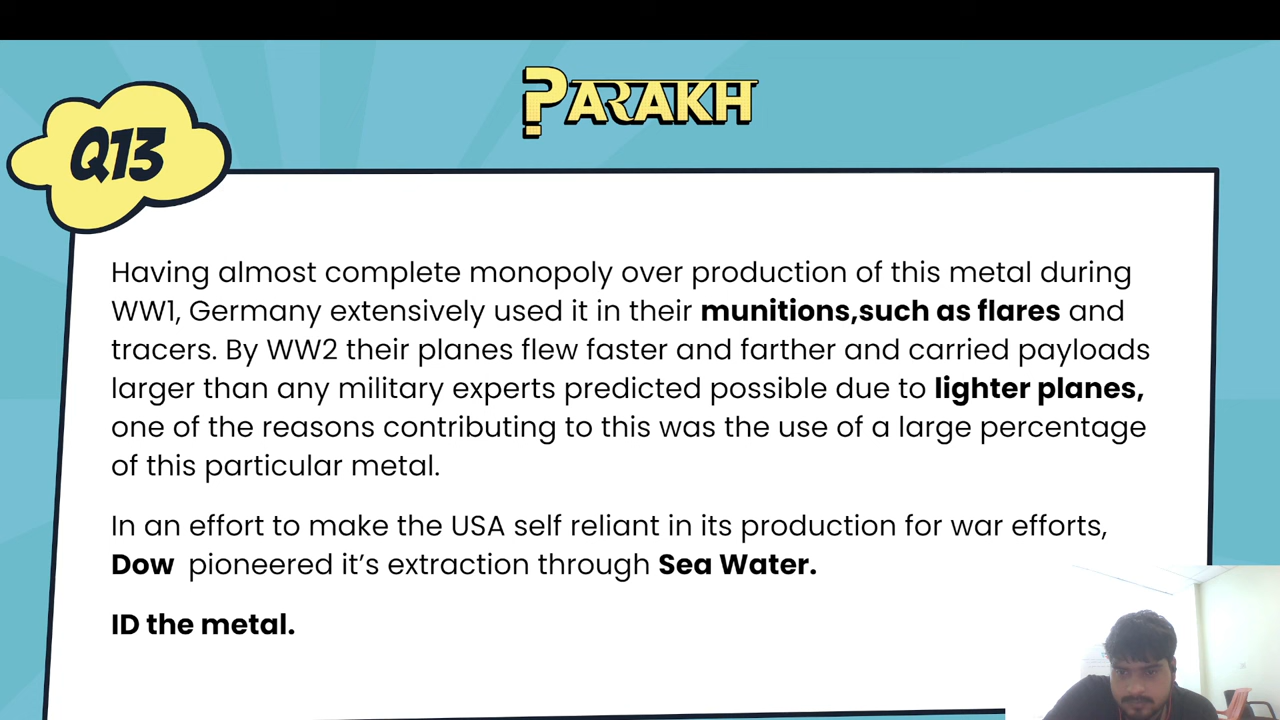 PARAKH
Q13
Having almost complete monopoly over production of this metal during
WW1, Germany extensively used it in their munitions,such as flares and
tracers. By WW2 their planes flew faster and farther and carried payloads
larger than any military experts predicted possible due to lighter planes,
one of the reasons contributing to this was the use of a large percentage
of this particular metal.
In an effort to make the USA self reliant in its production for war efforts,
Dow pioneered it's extraction through Sea Water.
ID the metal.